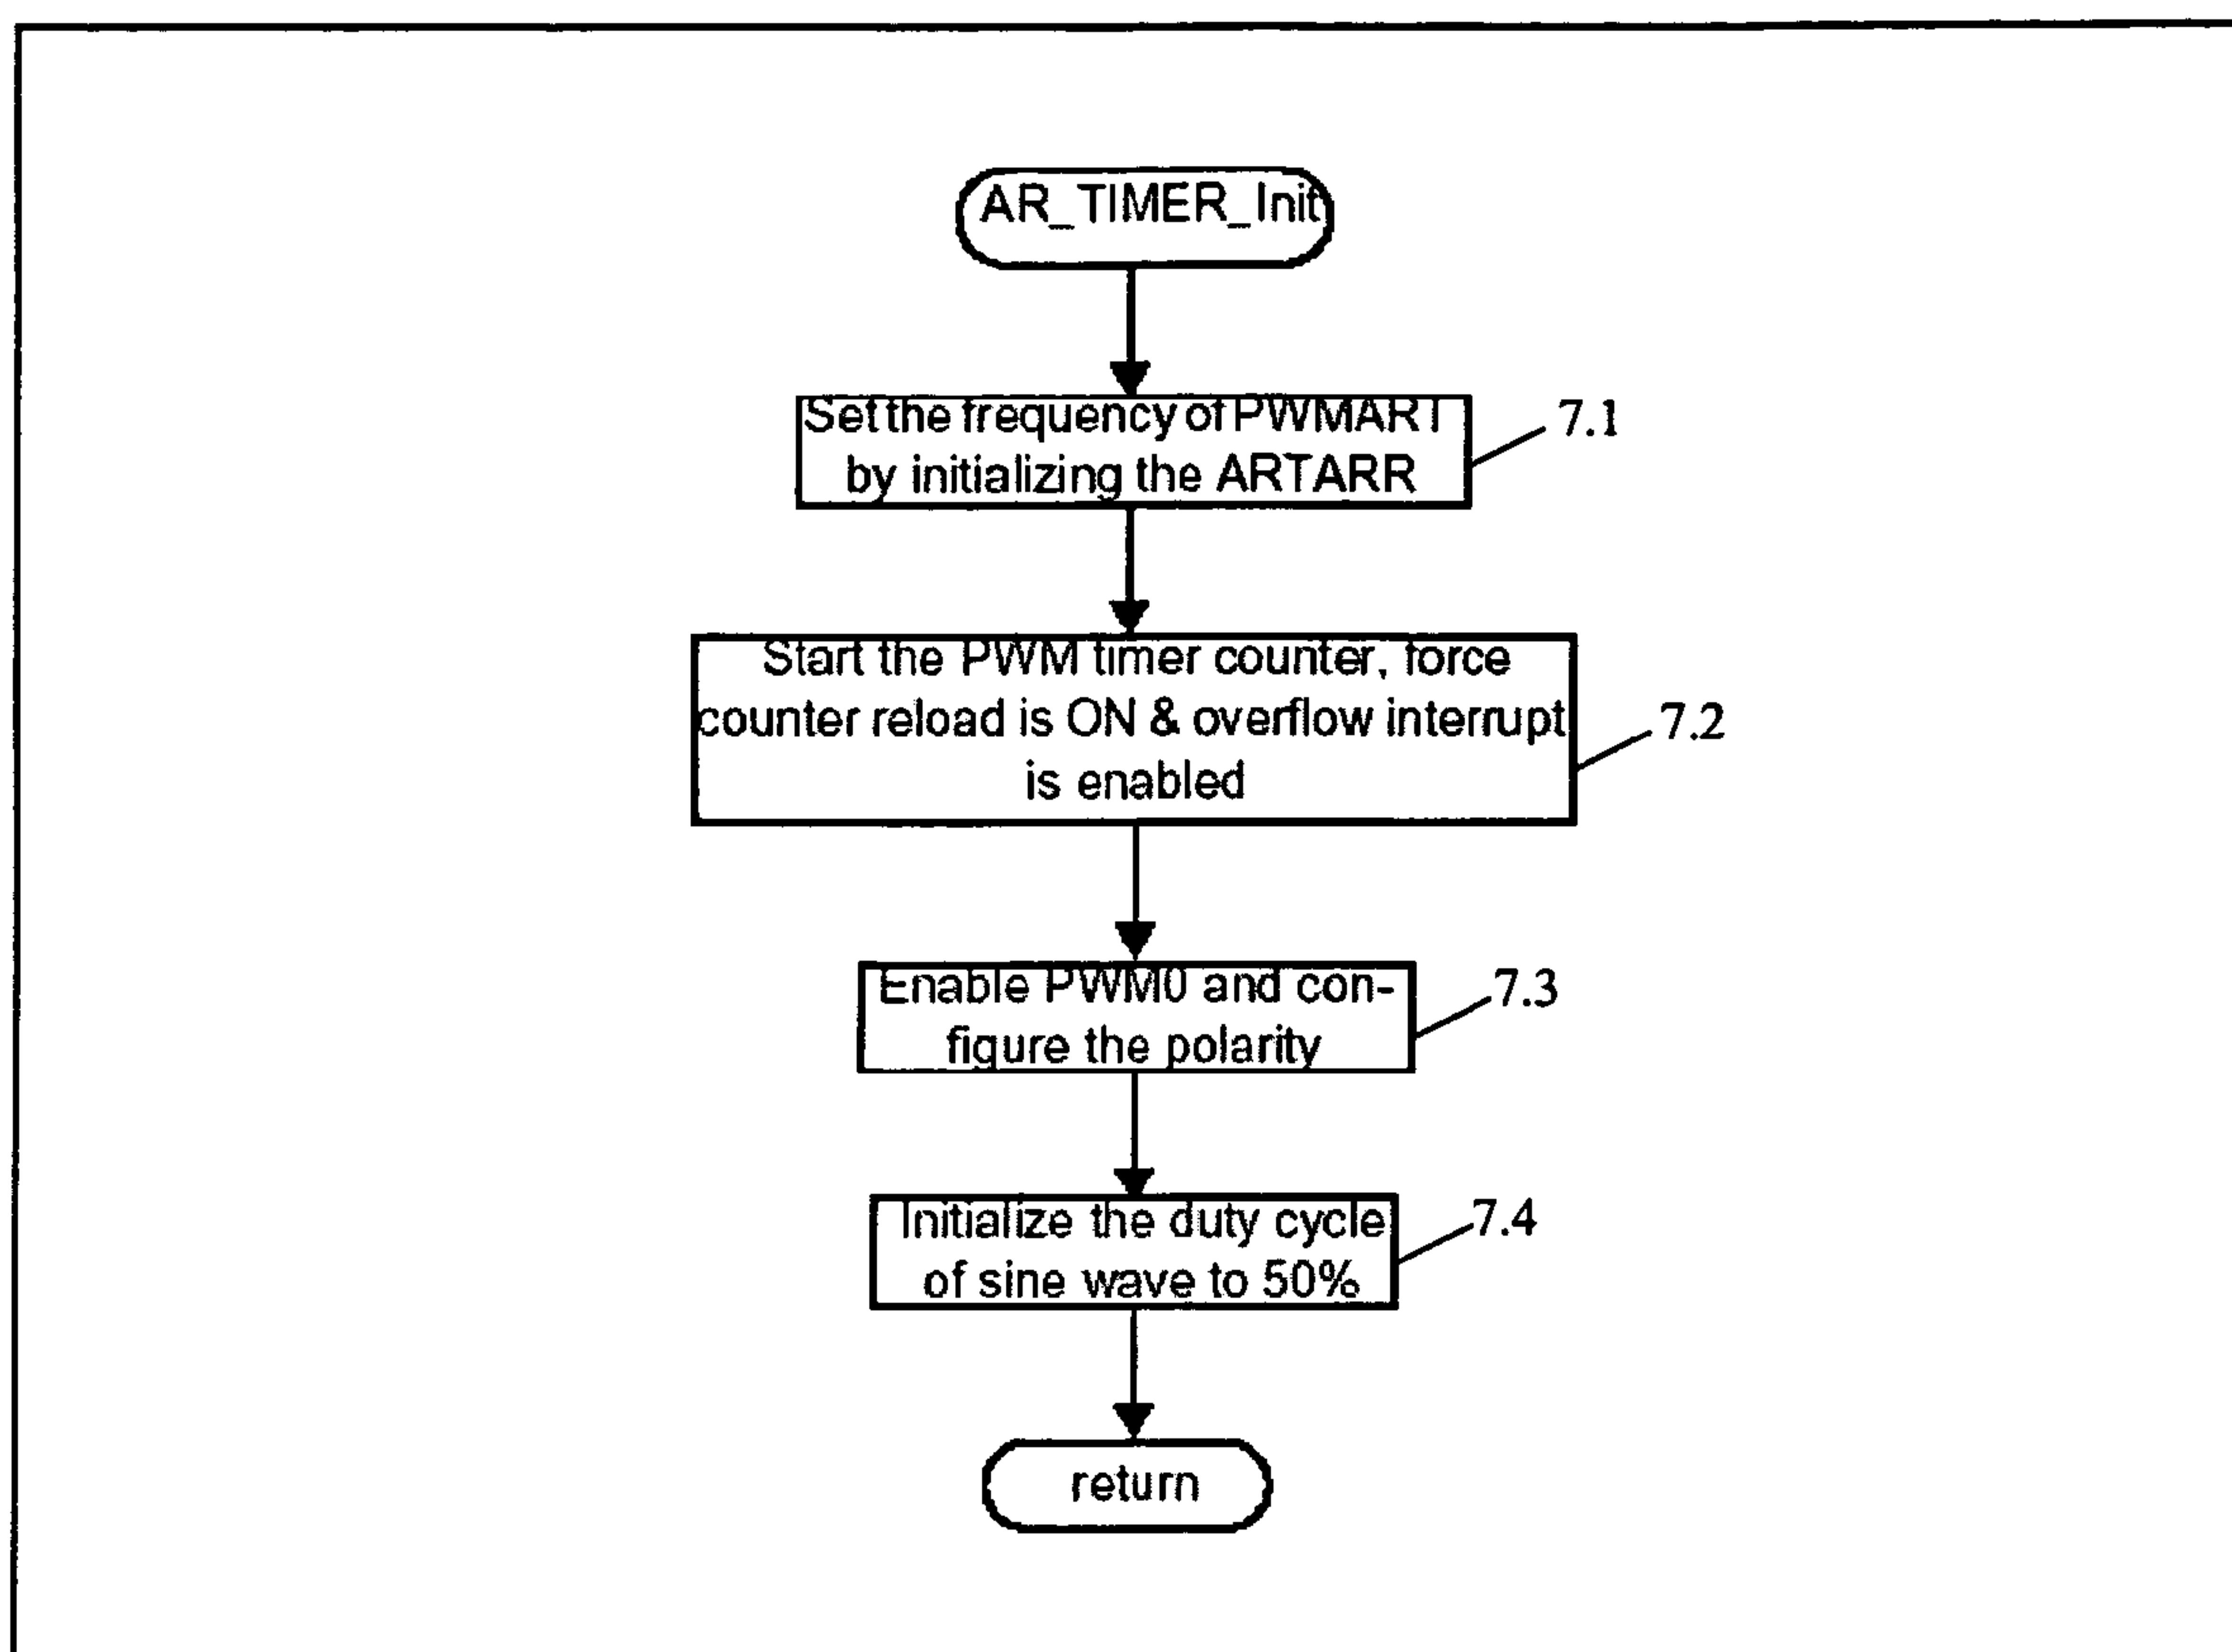 AR_TIMER_Init
Set the frequency of PWMART
by initializing the ARTARR
7.1
Start the PWM timer counter, force
counter reload is ON & overflow interrupt
is enabled
7.2
Enable PWM0 and con-
figure the polarity
7.3
Initialize the duty cycle
of sine wave to 50%
7.4
return